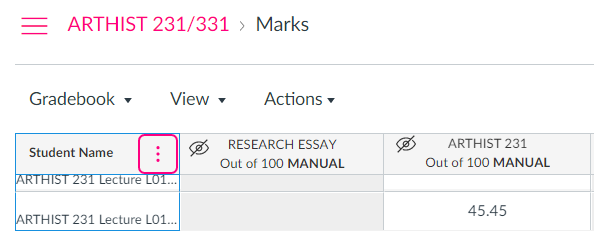 ARTHIST 231/331 › Marks
Gradebook ▾ View ▾ Actions ▾
Student Name
RESEARCH ESSAY
Out of 100 MANUAL
ARTHIST 231
Out of 100 MANUAL
ARTHIST 231 Lecture L01...
ARTHIST 231 Lecture L01...
45.45